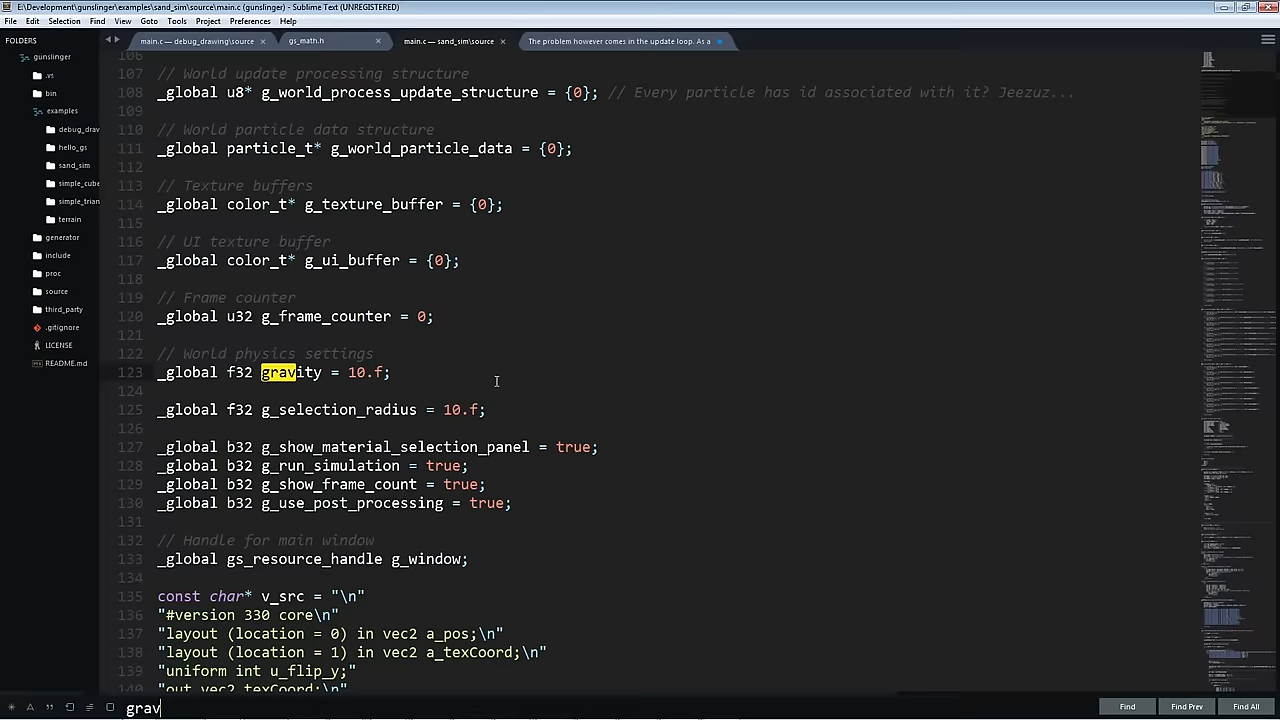 E:\Development\gunslinger\examples\sand_sim\source\main.c (gunslinger) - Sublime Text (UNREGISTERED)
File Edit Selection Find View Goto Tools Project Preferences Help
FOLDERS
gunslinger
.vs
bin
examples
debug_drav
hello_gs
sand_sim
simple_cube
simple_trian
terrain
generator
include
proc
source
third_party
.gitignore
LICENSE
README.md
main.c — debug_drawing\source
gs_math.h
main.c — sand_sim\source
The problem however comes in the update loop. As a
106
107 // World update processing structure
108 _global u8* g_world_process_update_structure = {0}; // Every particle has id associated with it? Jeezuz...
109
110 // World particle data structure
111 _global particle_t* g_world_particle_data = {0};
112
113 // Texture buffers
114 _global color_t* g_texture_buffer = {0};
115
116 // UI texture buffer
117 _global color_t* g_ui_buffer = {0};
118
119 // Frame counter
120 _global u32 g_frame_counter = 0;
121
122 // World physics settings
123 _global f32 gravity = 10.f;
124
125 _global f32 g_selection_radius = 10.f;
126
127 _global b32 g_show_material_selection_panel = true;
128 _global b32 g_run_simulation = true;
129 _global b32 g_show_frame_count = true;
130 _global b32 g_use_post_processing = true;
131
132 // Handle for main window
133 _global gs_resource_handle g_window;
134
135 const char* v_src = "\n"
136 "#version 330 core\n"
137 "layout (location = 0) in vec2 a_pos;\n"
138 "layout (location = 1) in vec2 a_texCoord;\n"
139 "uniform int u_flip_y;\n"
140 "out vec2 texCoord;\n"
grav
Find
Find Prev
Find All